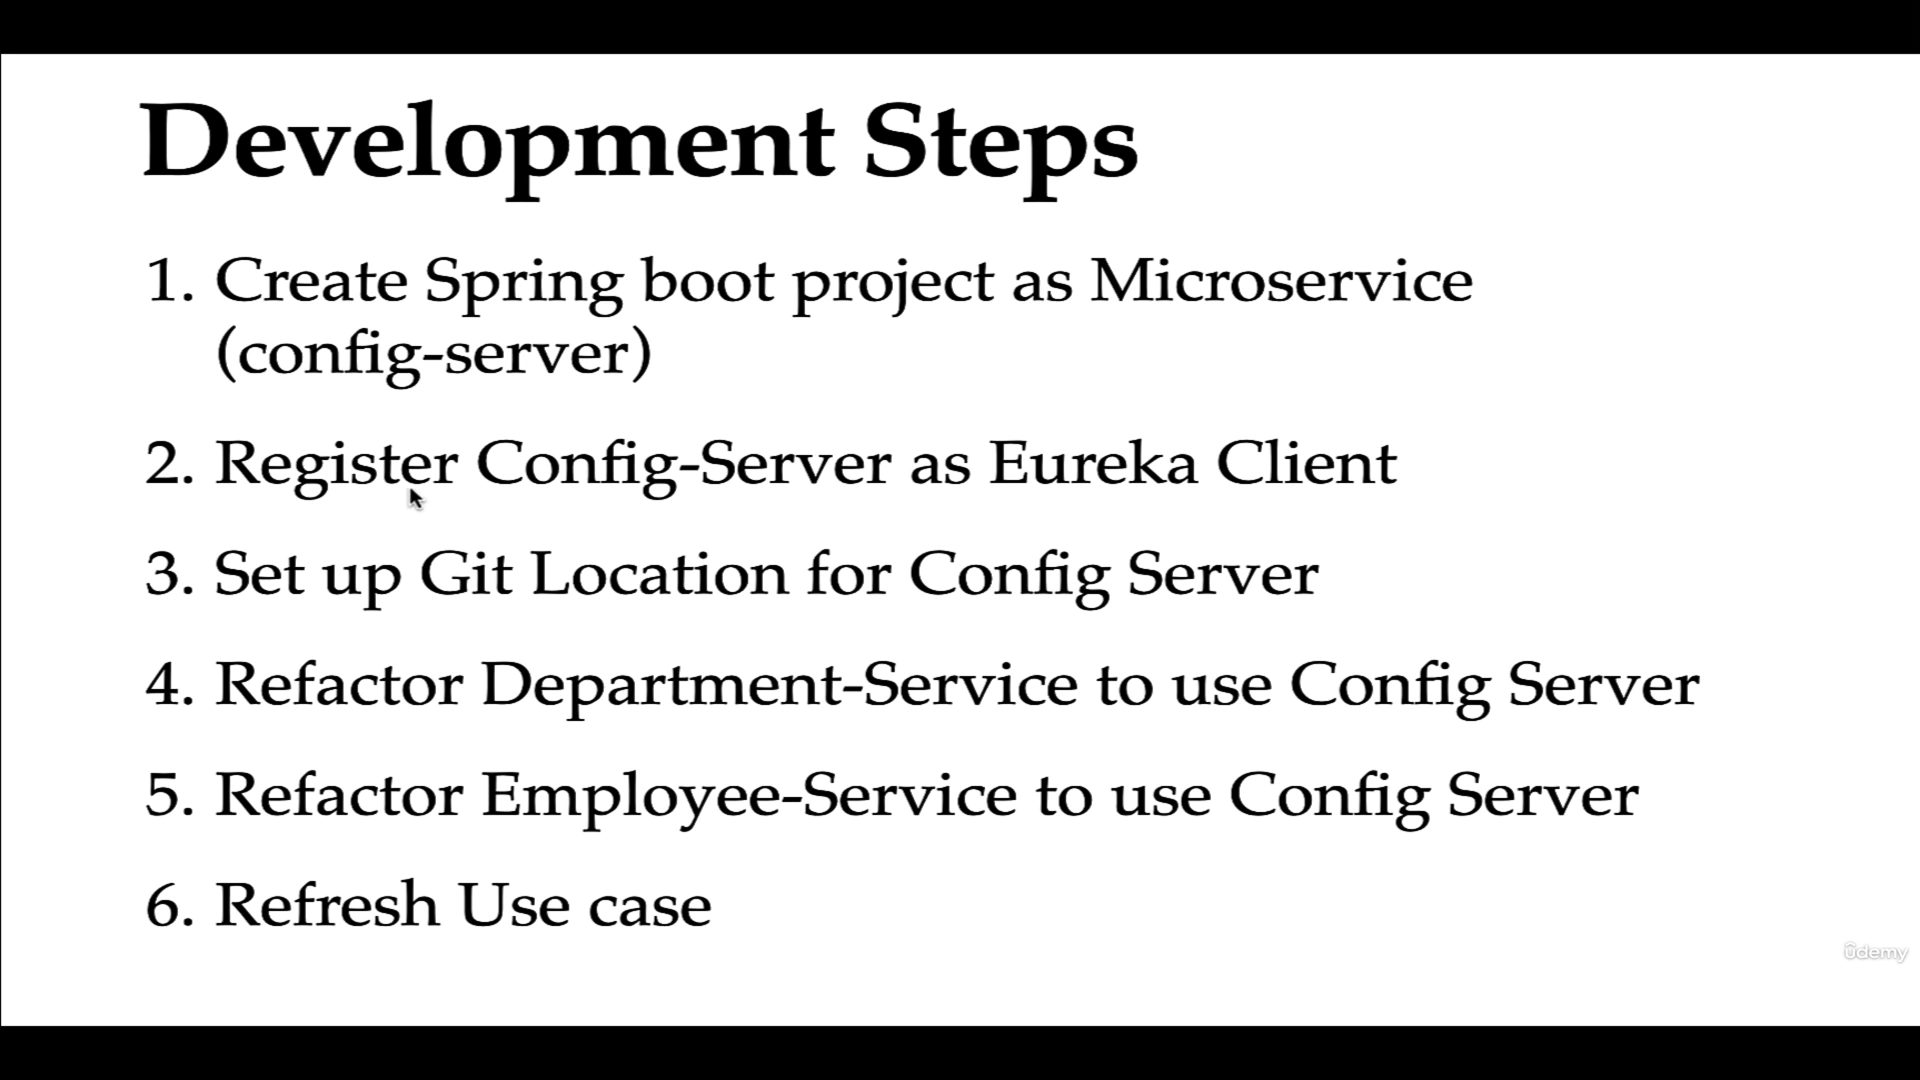 Development Steps
1. Create Spring boot project as Microservice
(config-server)
2. Register Config-Server as Eureka Client
3. Set up Git Location for Config Server
4. Refactor Department-Service to use Config Server
5. Refactor Employee-Service to use Config Server
6. Refresh Use case
ûdemy